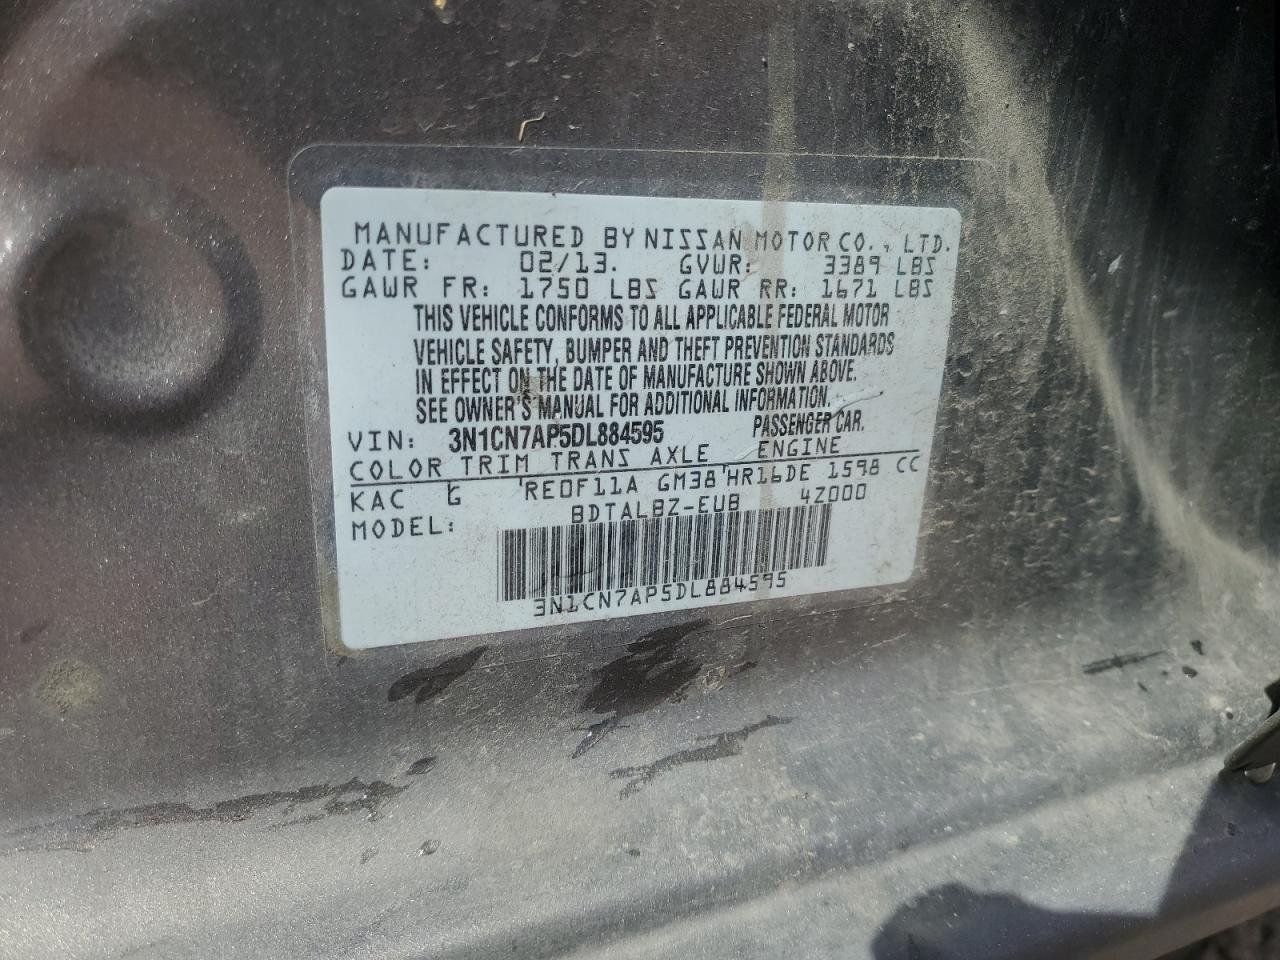 MANUFACTURED BY NISSAN MOTOR CO., LTD.
DATE: 02/13. GVWR: 3389 LBS
GAWR FR: 1750 LBS GAWR RR: 1671 LBS
THIS VEHICLE CONFORMS TO ALL APPLICABLE FEDERAL MOTOR
VEHICLE SAFETY, BUMPER AND THEFT PREVENTION STANDARDS
IN EFFECT ON THE DATE OF MANUFACTURE SHOWN ABOVE.
SEE OWNER'S MANUAL FOR ADDITIONAL INFORMATION.
VIN: 3N1CN7AP5DL884595 PASSENGER CAR.
COLOR TRIM TRANS AXLE ENGINE
KAC G RE0F11A GM38 HR16DE 1598 CC
MODEL: BDTALBZ-EUB 4Z000
3N1CN7AP5DL884595